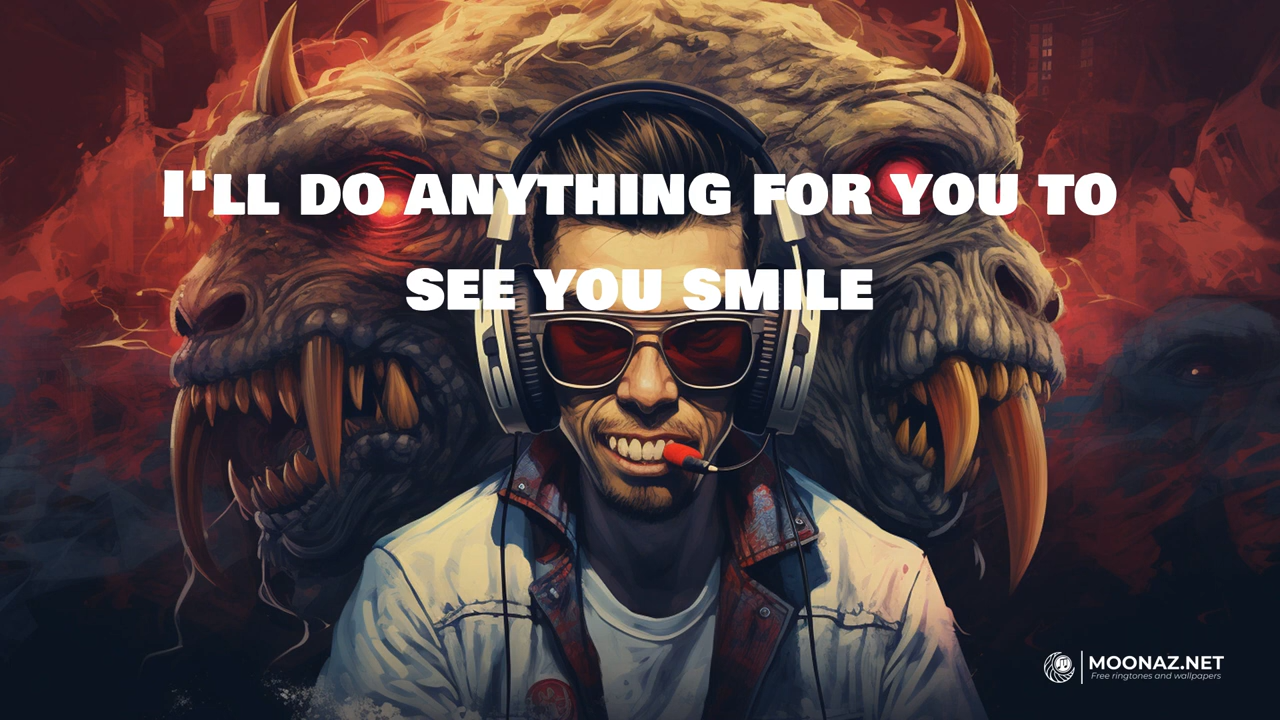 I'LL DO ANYTHING FOR YOU TO
SEE YOU SMILE
MOONAZ.NET
Free ringtones and wallpapers